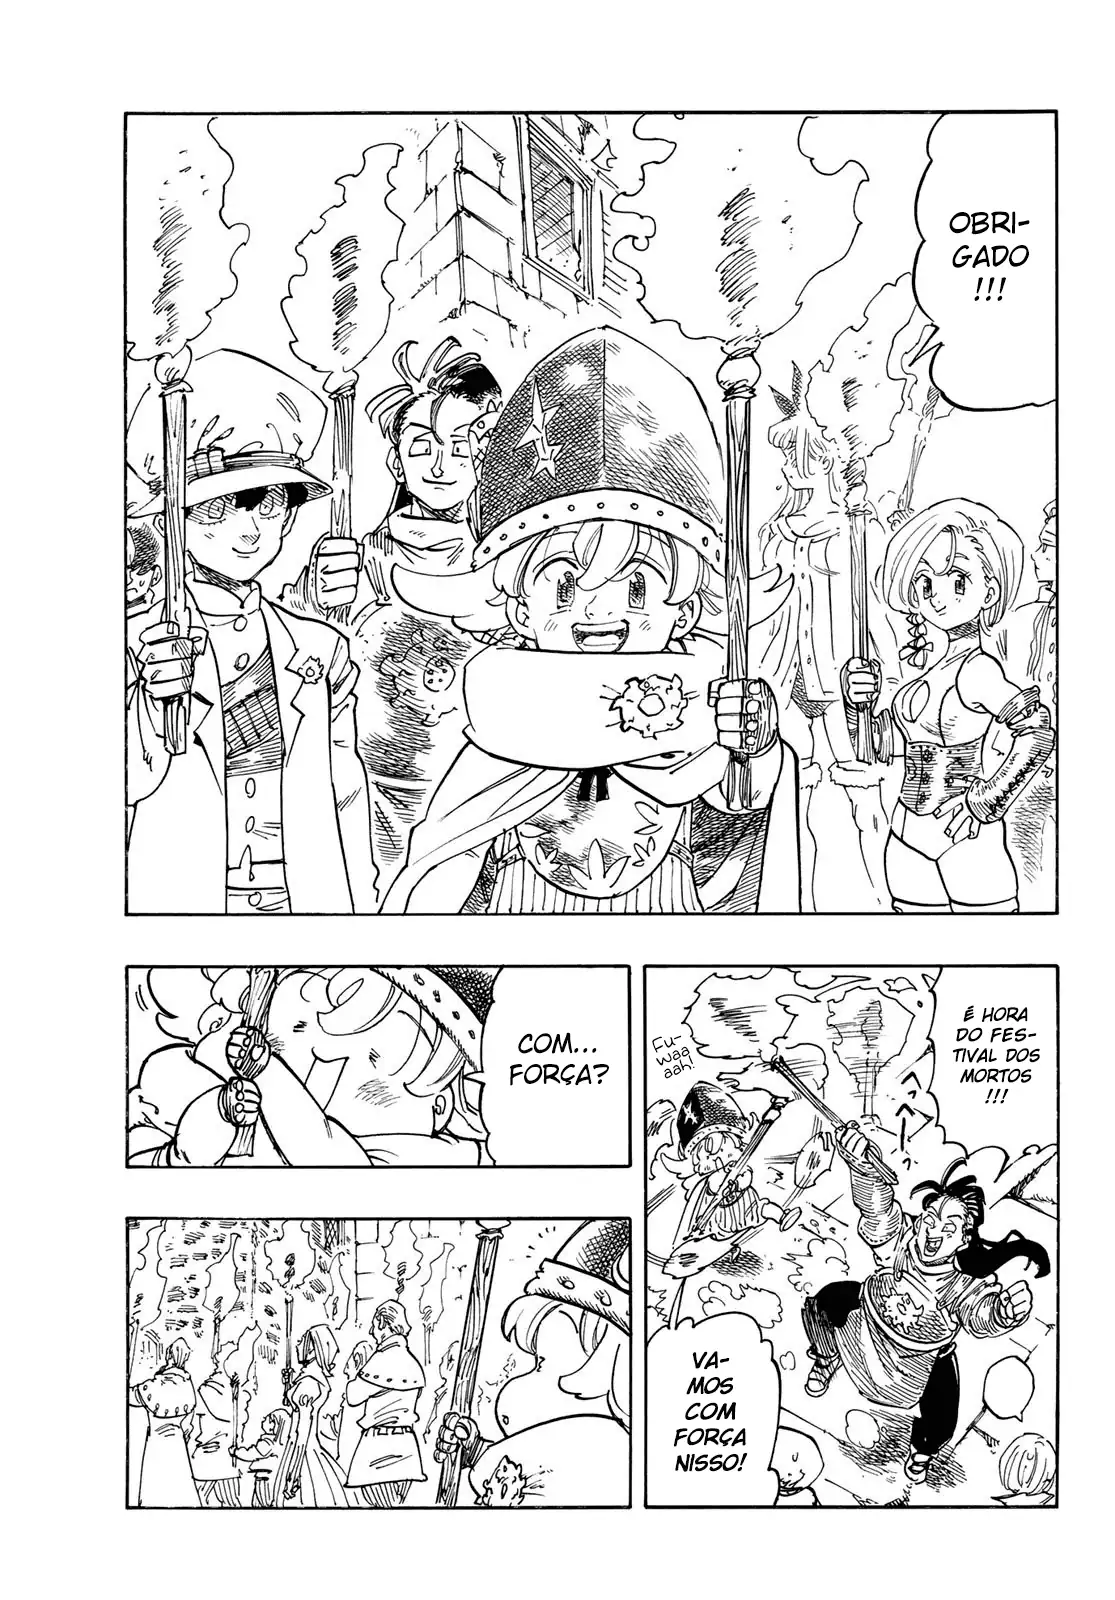 OBRI-
GADO
!!!
É HORA
DO FES-
TIVAL DOS
MORTOS
!!!
Fu-
waa
aah!
VA-
MOS
COM
FORÇA
NISSO!
COM...
FORÇA?